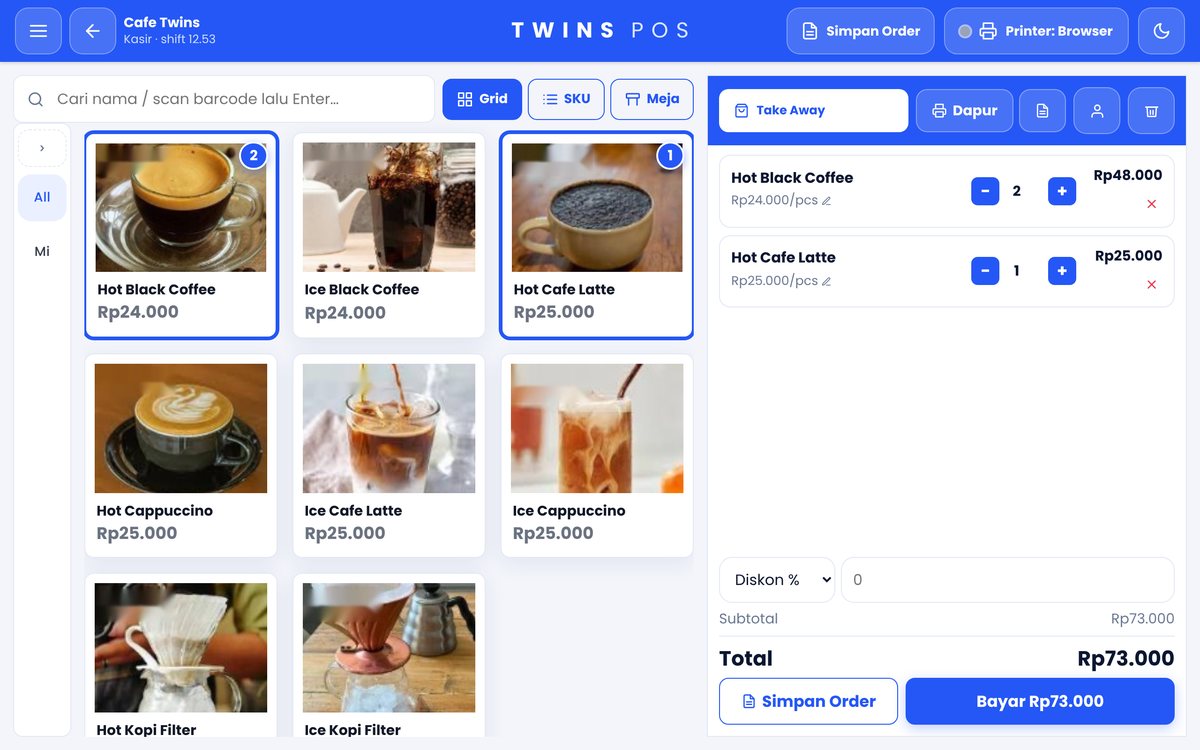 Cafe Twins
Kasir · shift 12.53
TWINS POS
Simpan Order
Printer: Browser
Cari nama / scan barcode lalu Enter...
Grid
SKU
Meja
Take Away
Dapur
›
All
Mi
2
Hot Black Coffee
Rp24.000
Ice Black Coffee
Rp24.000
1
Hot Cafe Latte
Rp25.000
Hot Cappuccino
Rp25.000
Ice Cafe Latte
Rp25.000
Ice Cappuccino
Rp25.000
Hot Kopi Filter
Ice Kopi Filter
Hot Black Coffee
Rp24.000/pcs
- 2 +
Rp48.000
×
Hot Cafe Latte
Rp25.000/pcs
- 1 +
Rp25.000
×
Diskon %
0
Subtotal Rp73.000
Total Rp73.000
Simpan Order
Bayar Rp73.000